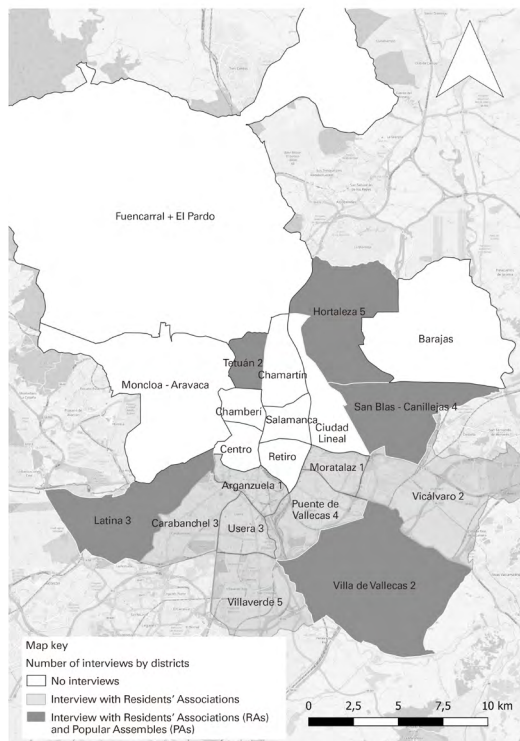 Fuencarral + El Pardo
Hortaleza 5
Barajas
Tetuán 2
Chamartín
Moncloa - Aravaca
San Blas - Canillejas 4
Chamberí
Salamanca
Ciudad
Lineal
Centro
Retiro
Moratalaz 1
Arganzuela 1
Vicálvaro 2
Puente de
Vallecas 4
Latina 3
Carabanchel 3
Usera 3
Villa de Vallecas 2
Villaverde 5
Map key
Number of interviews by districts
No interviews
Interview with Residents' Associations
Interview with Residents' Associations (RAs)
and Popular Assembles (PAs)
0 2,5 5 7,5 10 km